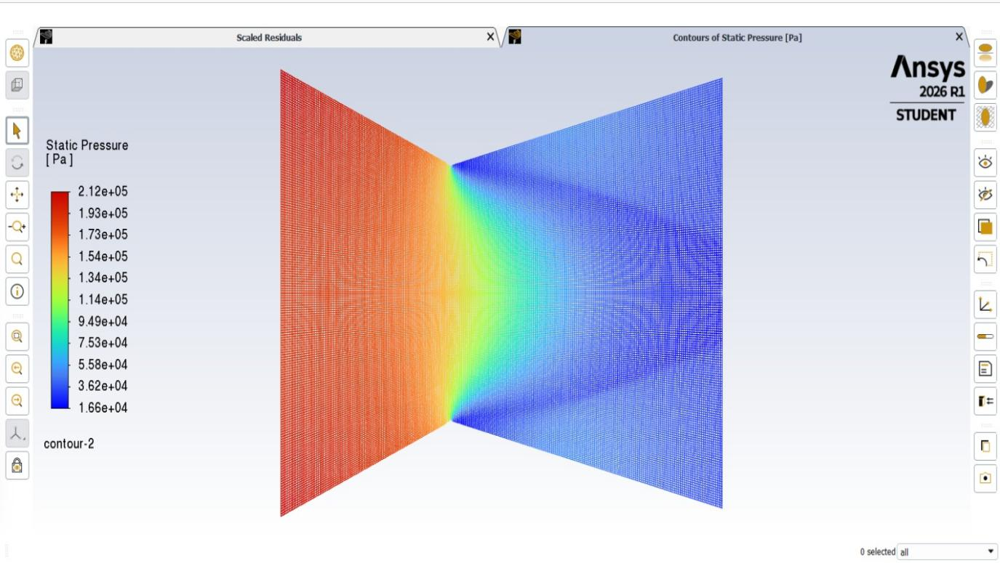 Scaled Residuals
Contours of Static Pressure [Pa]
Ansys
2026 R1
STUDENT
Static Pressure
[ Pa ]
2.12e+05
1.93e+05
1.73e+05
1.54e+05
1.34e+05
1.14e+05
9.49e+04
7.53e+04
5.58e+04
3.62e+04
1.66e+04
contour-2
0 selected all